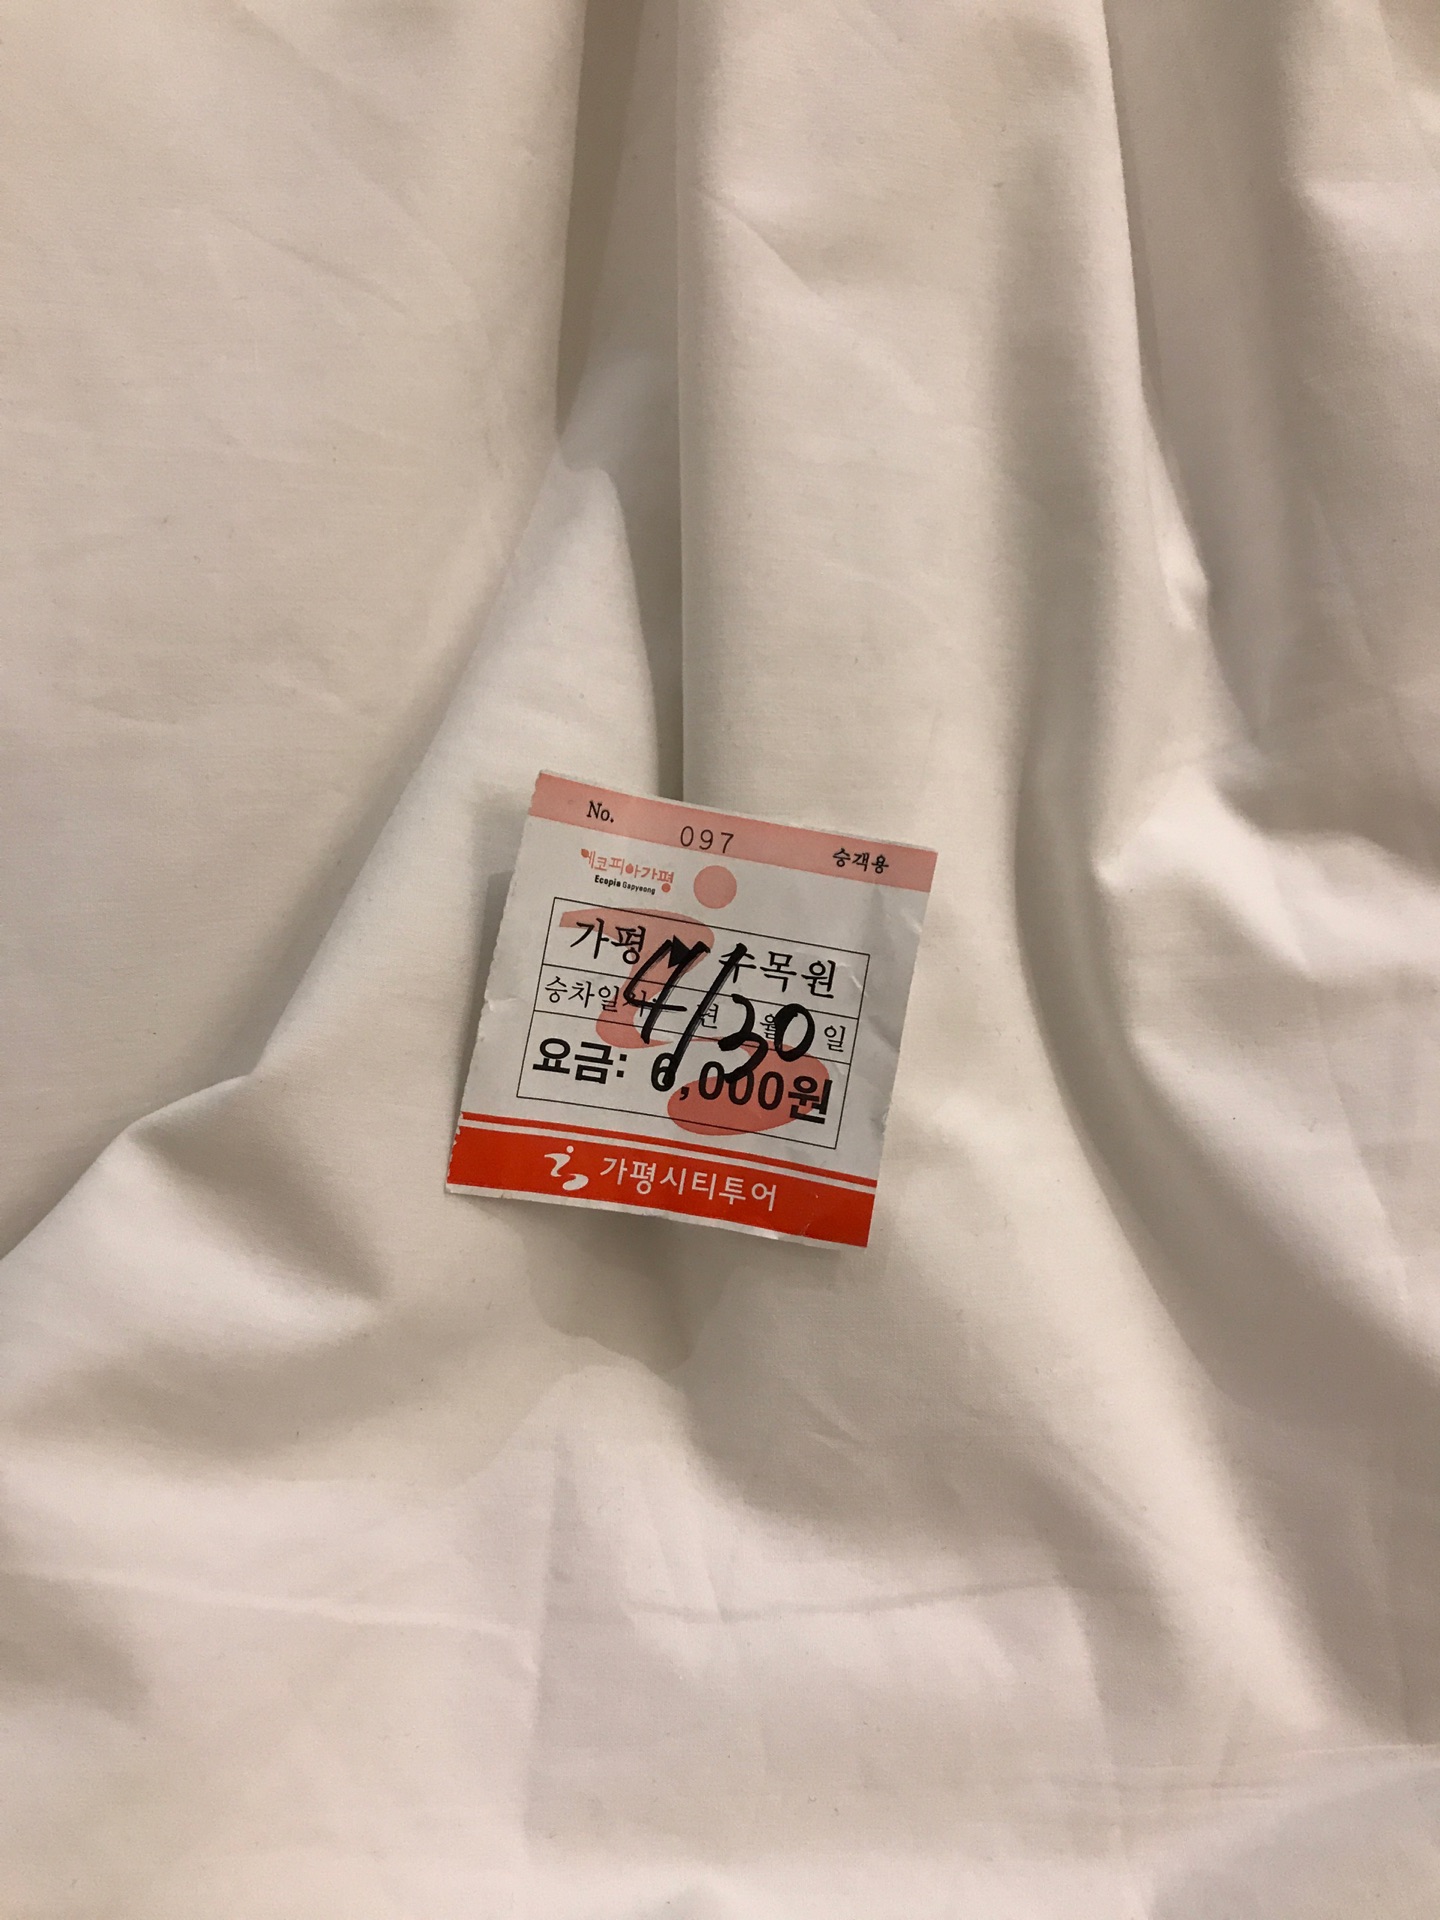 No. 097 승객용
에코피아가평
Ecopia Gapyeong
가평 수목원
승차일시 년 월 일
4/30
요금: 6,000원
가평시티투어